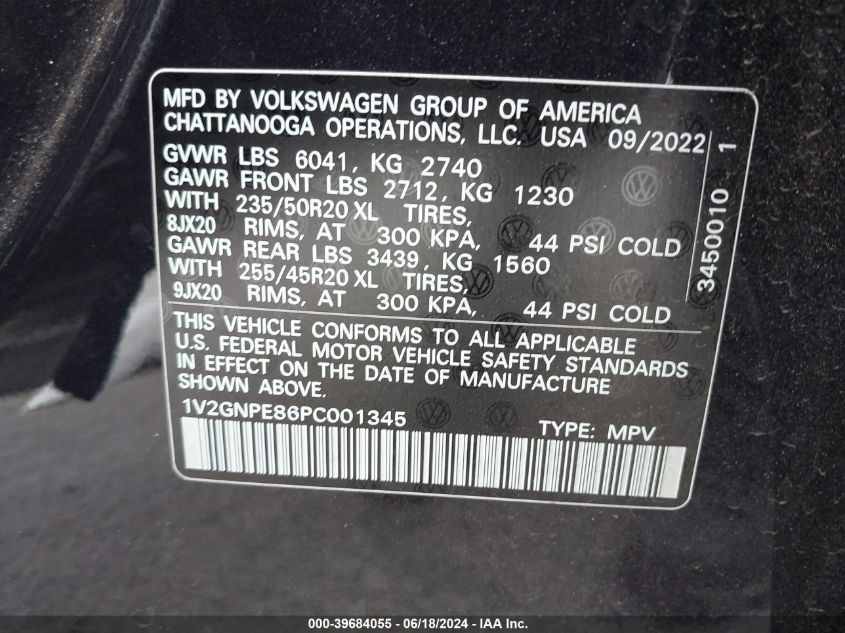 MFD BY VOLKSWAGEN GROUP OF AMERICA
CHATTANOOGA OPERATIONS, LLC. USA 09/2022
GVWR LBS 6041, KG 2740
GAWR FRONT LBS 2712, KG 1230
WITH 235/50R20 XL TIRES,
8JX20 RIMS, AT 300 KPA, 44 PSI COLD
GAWR REAR LBS 3439, KG 1560
WITH 255/45R20 XL TIRES,
9JX20 RIMS, AT 300 KPA, 44 PSI COLD
3450010 1
THIS VEHICLE CONFORMS TO ALL APPLICABLE
U.S. FEDERAL MOTOR VEHICLE SAFETY STANDARDS
IN EFFECT ON THE DATE OF MANUFACTURE
SHOWN ABOVE.
1V2GNPE86PC001345 TYPE: MPV
000-39684055 - 06/18/2024 - IAA Inc.